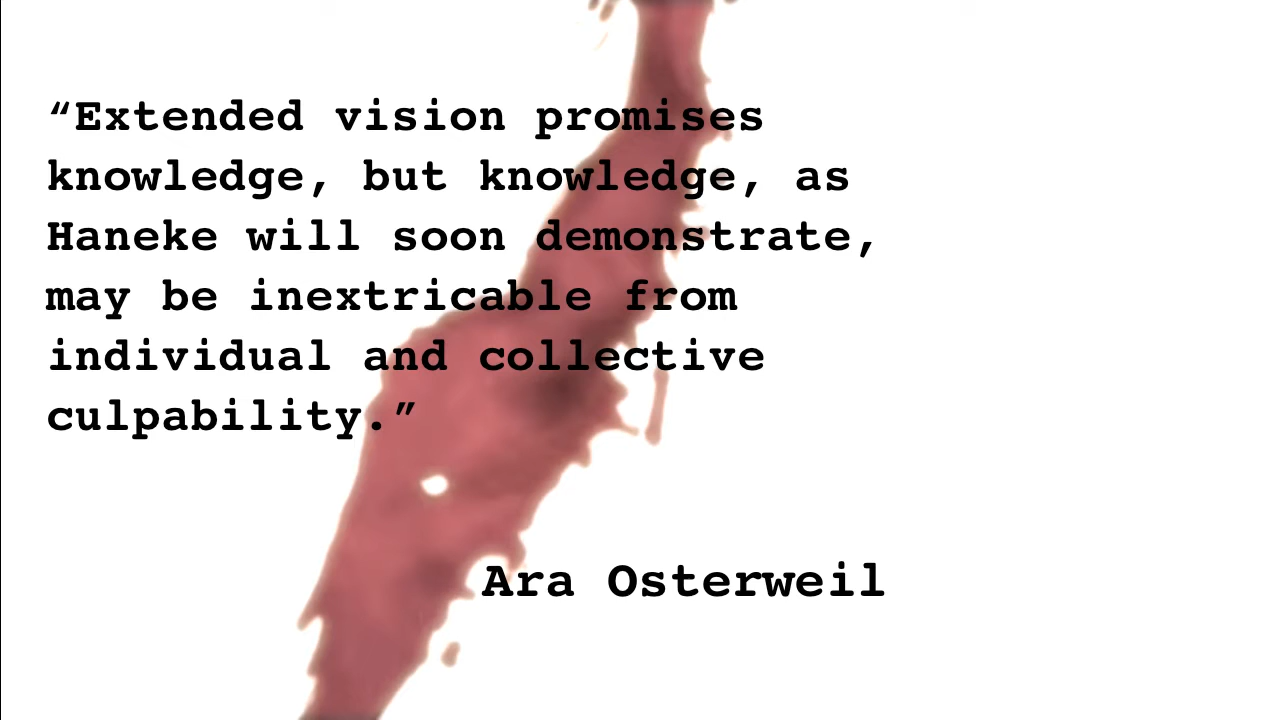 “Extended vision promises
knowledge, but knowledge, as
Haneke will soon demonstrate,
may be inextricable from
individual and collective
culpability.”
Ara Osterweil